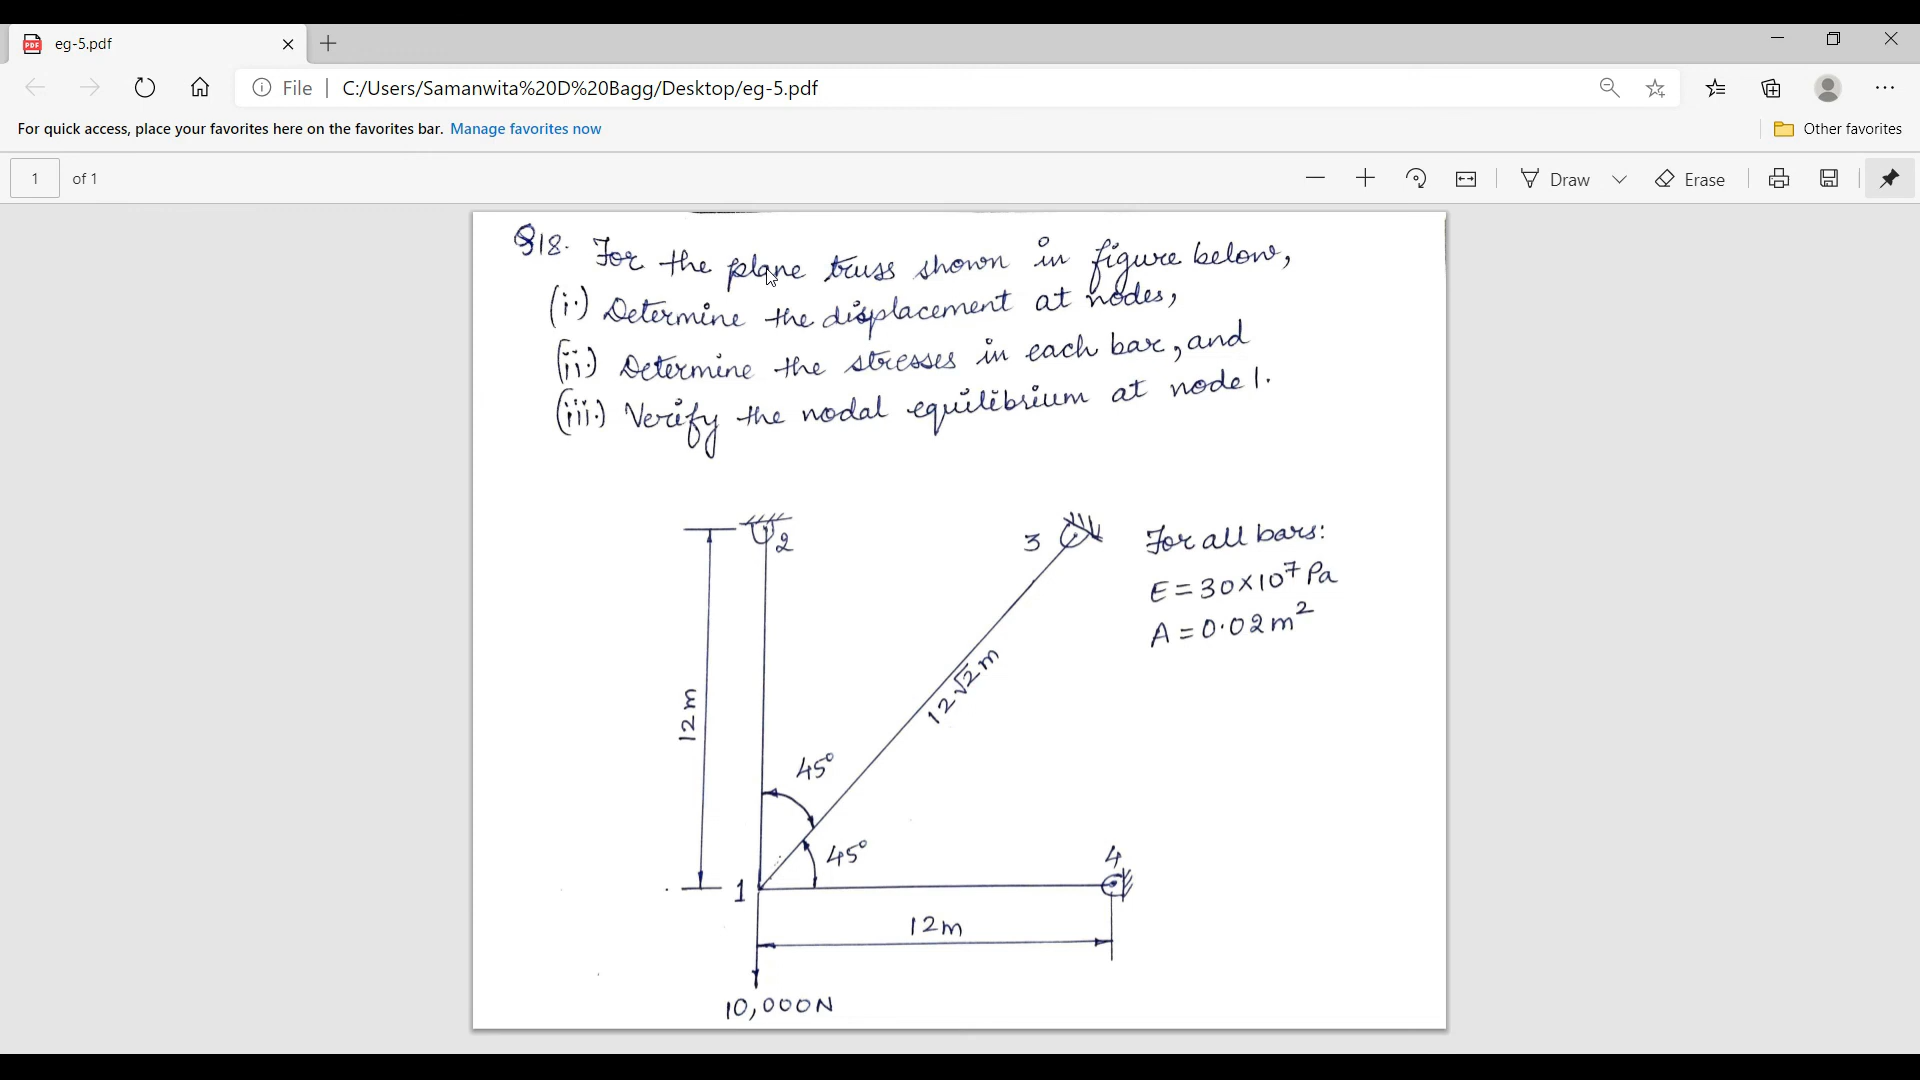 eg-5.pdf
File
C:/Users/Samanwita%20D%20Bagg/Desktop/eg-5.pdf
For quick access, place your favorites here on the favorites bar. Manage favorites now
Other favorites
1 of 1
Draw
Erase
Q18. For the plane truss shown in figure below,
(i.) Determine the displacement at nodes,
(ii.) Determine the stresses in each bar, and
(iii.) Verify the nodal equilibrium at node 1.
2
3
For all bars:
E = 30×10⁷ Pa
A = 0.02 m²
12√2 m
12 m
45°
45°
4
1
12 m
10,000N